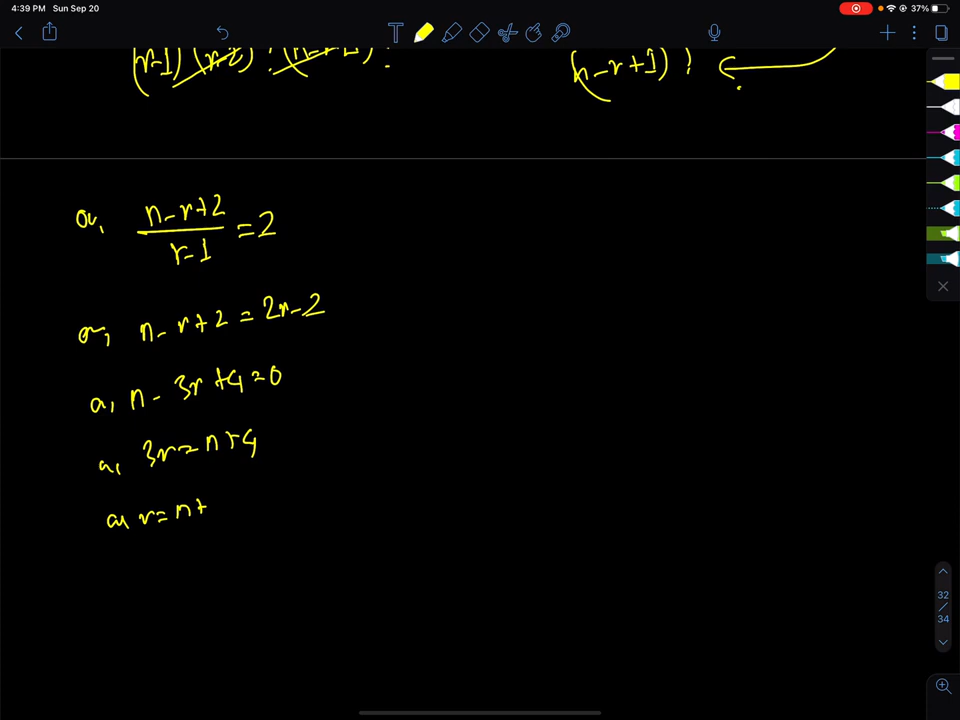 4:39 PM Sun Sep 20
37%
(n-r+1)!
or, (n-r+2)/(r-1) = 2
or, n-r+2 = 2r-2
or, n-3r+4=0
or, 3r=n+4
or, r=n+
32
/
34